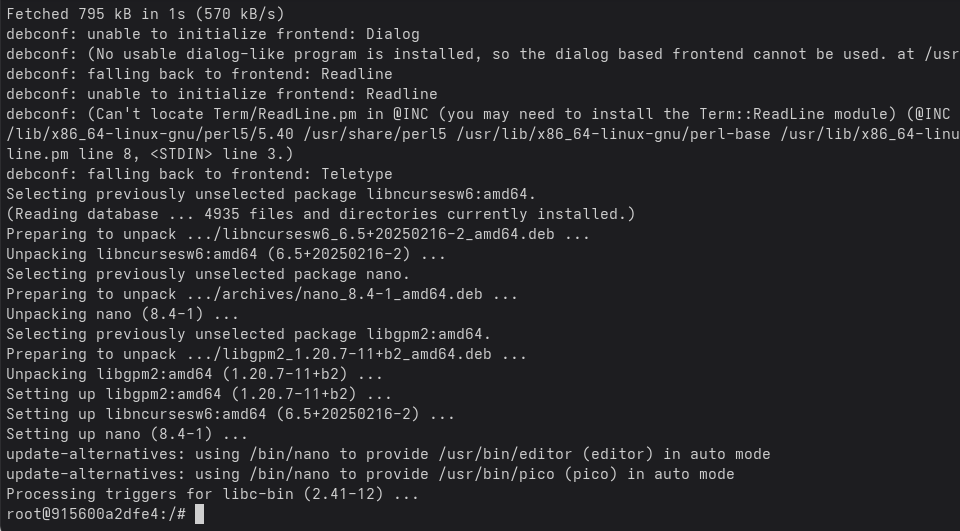 Fetched 795 kB in 1s (570 kB/s)
debconf: unable to initialize frontend: Dialog
debconf: (No usable dialog-like program is installed, so the dialog based frontend cannot be used. at /usr
debconf: falling back to frontend: Readline
debconf: unable to initialize frontend: Readline
debconf: (Can't locate Term/ReadLine.pm in @INC (you may need to install the Term::ReadLine module) (@INC
/lib/x86_64-linux-gnu/perl5/5.40 /usr/share/perl5 /usr/lib/x86_64-linux-gnu/perl-base /usr/lib/x86_64-linu
line.pm line 8, <STDIN> line 3.)
debconf: falling back to frontend: Teletype
Selecting previously unselected package libncursesw6:amd64.
(Reading database ... 4935 files and directories currently installed.)
Preparing to unpack .../libncursesw6_6.5+20250216-2_amd64.deb ...
Unpacking libncursesw6:amd64 (6.5+20250216-2) ...
Selecting previously unselected package nano.
Preparing to unpack .../archives/nano_8.4-1_amd64.deb ...
Unpacking nano (8.4-1) ...
Selecting previously unselected package libgpm2:amd64.
Preparing to unpack .../libgpm2_1.20.7-11+b2_amd64.deb ...
Unpacking libgpm2:amd64 (1.20.7-11+b2) ...
Setting up libgpm2:amd64 (1.20.7-11+b2) ...
Setting up libncursesw6:amd64 (6.5+20250216-2) ...
Setting up nano (8.4-1) ...
update-alternatives: using /bin/nano to provide /usr/bin/editor (editor) in auto mode
update-alternatives: using /bin/nano to provide /usr/bin/pico (pico) in auto mode
Processing triggers for libc-bin (2.41-12) ...
root@915600a2dfe4:/#